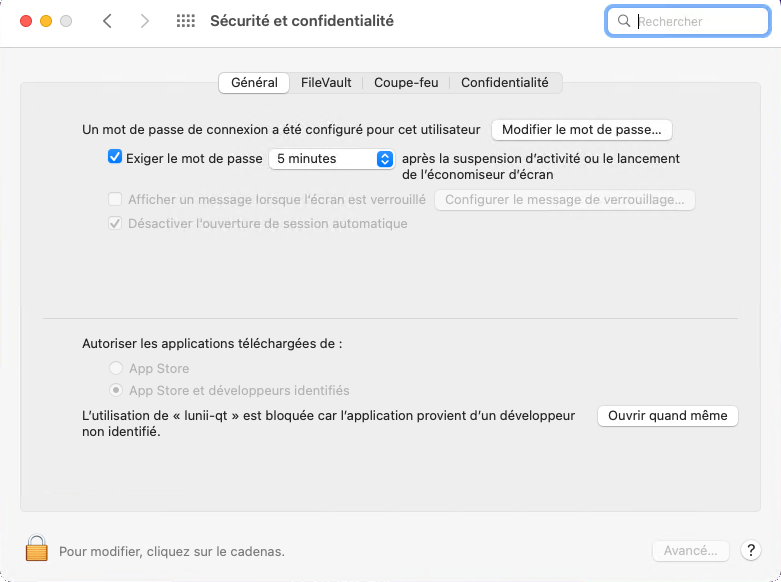 Sécurité et confidentialité
Rechercher
Général FileVault Coupe-feu Confidentialité
Un mot de passe de connexion a été configuré pour cet utilisateur Modifier le mot de passe...
Exiger le mot de passe 5 minutes après la suspension d'activité ou le lancement
de l'économiseur d'écran
Afficher un message lorsque l'écran est verrouillé Configurer le message de verrouillage...
Désactiver l'ouverture de session automatique
Autoriser les applications téléchargées de :
App Store
App Store et développeurs identifiés
L'utilisation de « lunii-qt » est bloquée car l'application provient d'un développeur
non identifié.
Ouvrir quand même
Pour modifier, cliquez sur le cadenas.
Avancé... ?